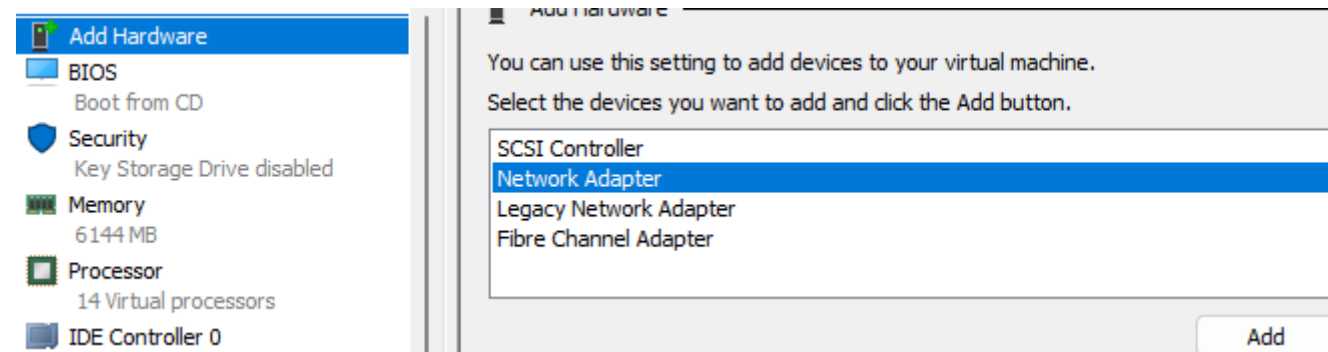 Add Hardware
BIOS
Boot from CD
Security
Key Storage Drive disabled
Memory
6144 MB
Processor
14 Virtual processors
IDE Controller 0
Add Hardware
You can use this setting to add devices to your virtual machine.
Select the devices you want to add and click the Add button.
SCSI Controller
Network Adapter
Legacy Network Adapter
Fibre Channel Adapter
Add